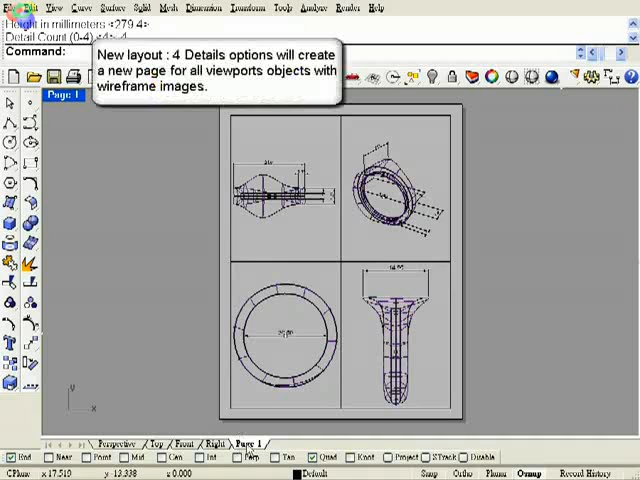 File Edit View Curve Surface Solid Mesh Dimension Transform Tools Analyze Render Help
Height in millimeters <279.4>
Detail Count (0-4) <4>: 4
Command:
New layout : 4 Details options will create
a new page for all viewports objects with
wireframe images.
Page 1
14.95
Y
X
Perspective Top Front Right Page 1
End Near Point Mid Cen Int Perp Tan Quad Knot Project STrack Disable
CPlane x 17.519 y -13.338 z 0.000 Default Snap Ortho Planar Osnap Record History